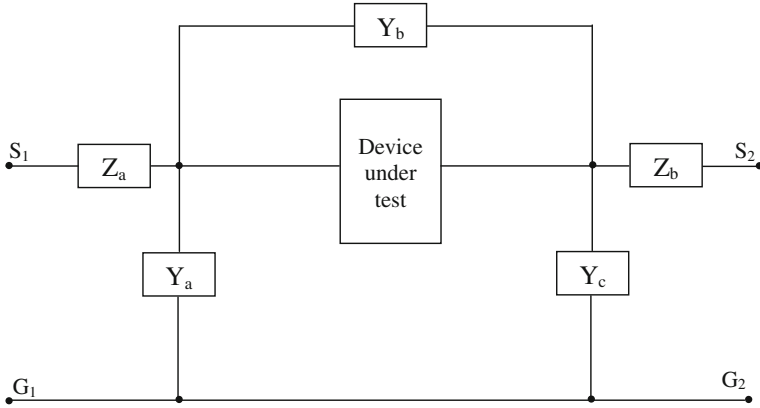 Y_b
S_1
Z_a
Device
under
test
Z_b
S_2
Y_a
Y_c
G_1
G_2